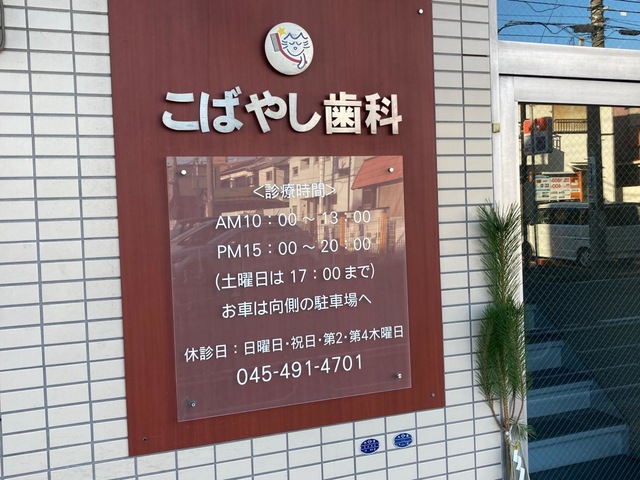 こばやし歯科
<診療時間>
AM10：00～13：00
PM15：00～20：00
(土曜日は 17：00まで)
お車は向側の駐車場へ
休診日：日曜日・祝日・第2・第4木曜日
045-491-4701